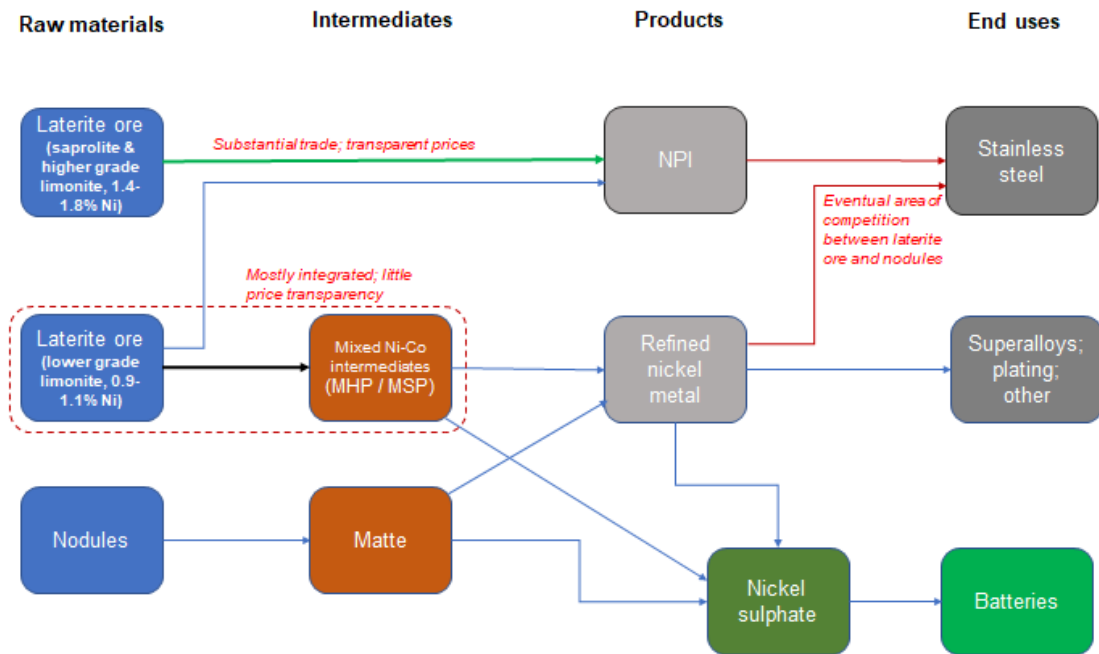 Raw materials
Intermediates
Products
End uses
Laterite ore
(saprolite &
higher grade
limonite, 1.4-
1.8% Ni)
Substantial trade; transparent prices
NPI
Stainless
steel
Eventual area of
competition
between laterite
ore and nodules
Mostly integrated; little
price transparency
Laterite ore
(lower grade
limonite, 0.9-
1.1% Ni)
Mixed Ni-Co
intermediates
(MHP / MSP)
Refined
nickel
metal
Superalloys;
plating;
other
Nodules
Matte
Nickel
sulphate
Batteries